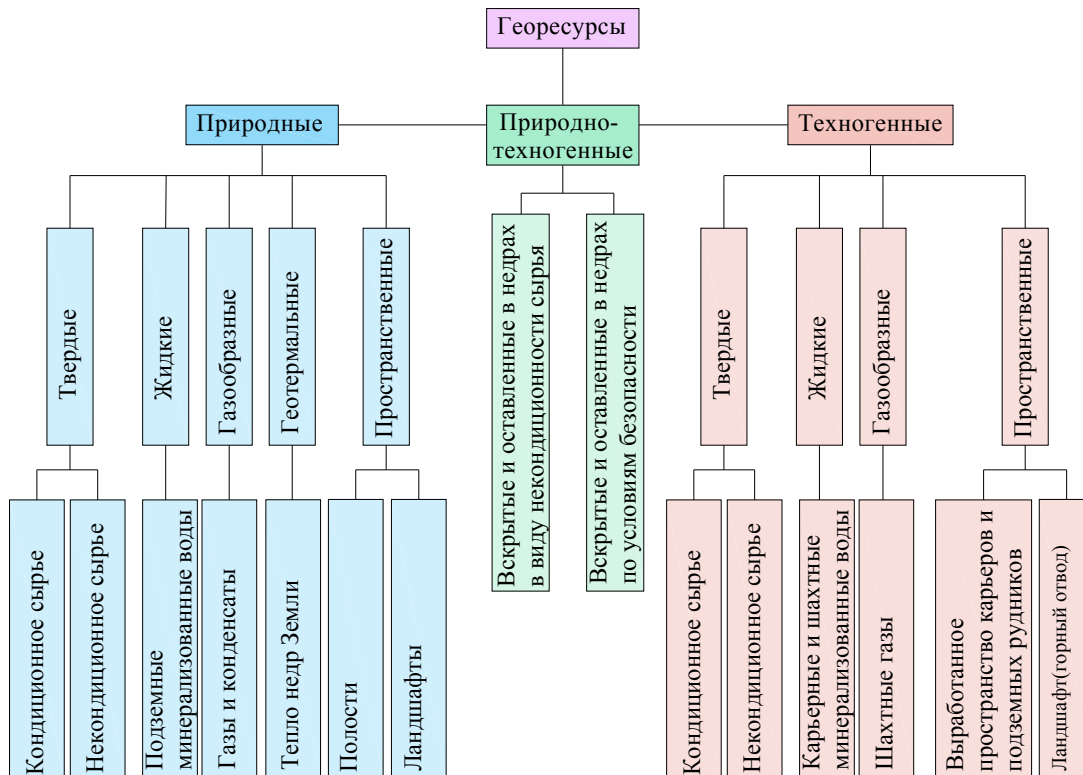 Георесурсы
Природные
Природно-
техногенные
Техногенные
Твердые
Жидкие
Газообразные
Геотермальные
Пространственные
Вскрытые и оставленные в недрах
в виду некондиционности сырья
Вскрытые и оставленные в недрах
по условиям безопасности
Твердые
Жидкие
Газообразные
Пространственные
Кондиционное сырье
Некондиционное сырье
Подземные
минерализованные воды
Газы и конденсаты
Тепло недр Земли
Полости
Ландшафты
Кондиционное сырье
Некондиционное сырье
Карьерные и шахтные
минерализованные воды
Шахтные газы
Выработанное
пространство карьеров и
подземных рудников
Ландшафт(горный отвод)